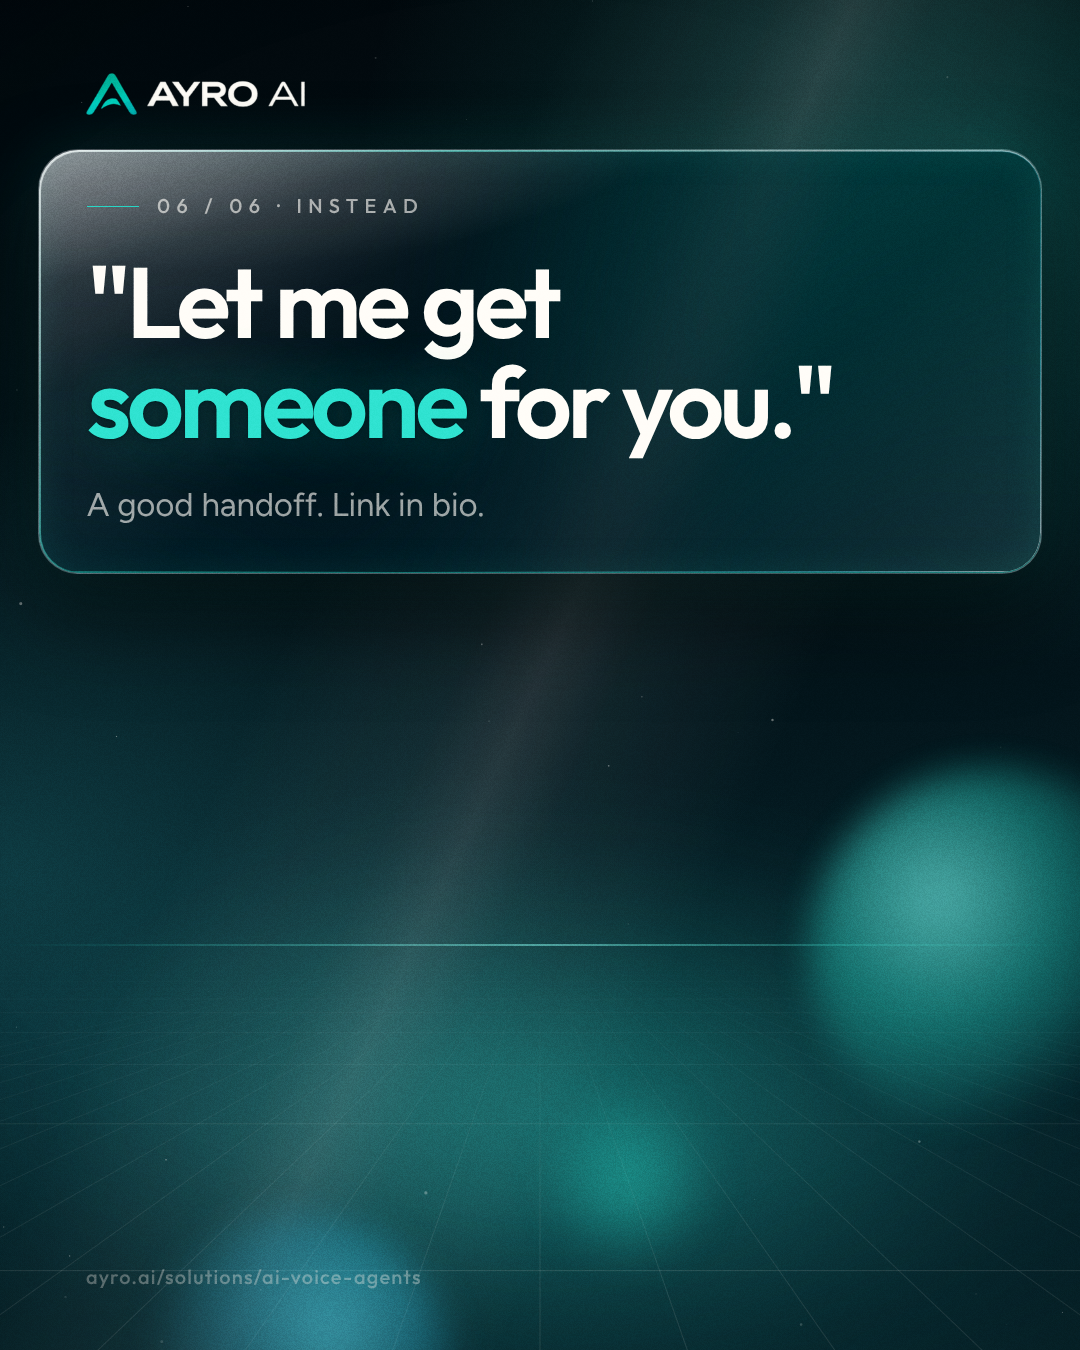 AYRO AI
06 / 06 · INSTEAD
"Let me get
someone for you."
A good handoff. Link in bio.
ayro.ai/solutions/ai-voice-agents